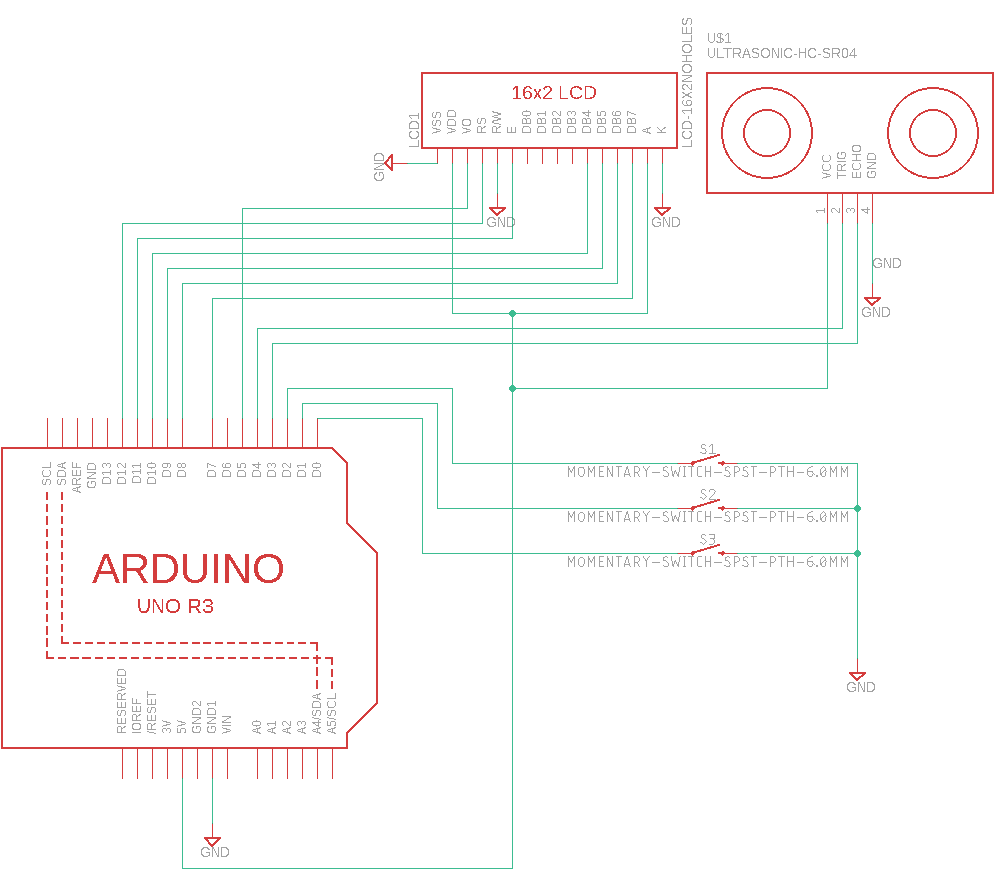 U$1
ULTRASONIC-HC-SR04
LCD-16X2NOHOLES
16x2 LCD
LCD1
VSS
VDD
VO
RS
R/W
E
DB0
DB1
DB2
DB3
DB4
DB5
DB6
DB7
A
K
VCC
TRIG
ECHO
GND
1
2
3
4
GND
GND
GND
GND
GND
S1
MOMENTARY-SWITCH-SPST-PTH-6.0MM
S2
MOMENTARY-SWITCH-SPST-PTH-6.0MM
S3
MOMENTARY-SWITCH-SPST-PTH-6.0MM
GND
SCL
SDA
AREF
GND
D13
D12
D11
D10
D9
D8
D7
D6
D5
D4
D3
D2
D1
D0
ARDUINO
UNO R3
RESERVED
IOREF
/RESET
3V
5V
GND2
GND1
VIN
A0
A1
A2
A3
A4/SDA
A5/SCL
GND